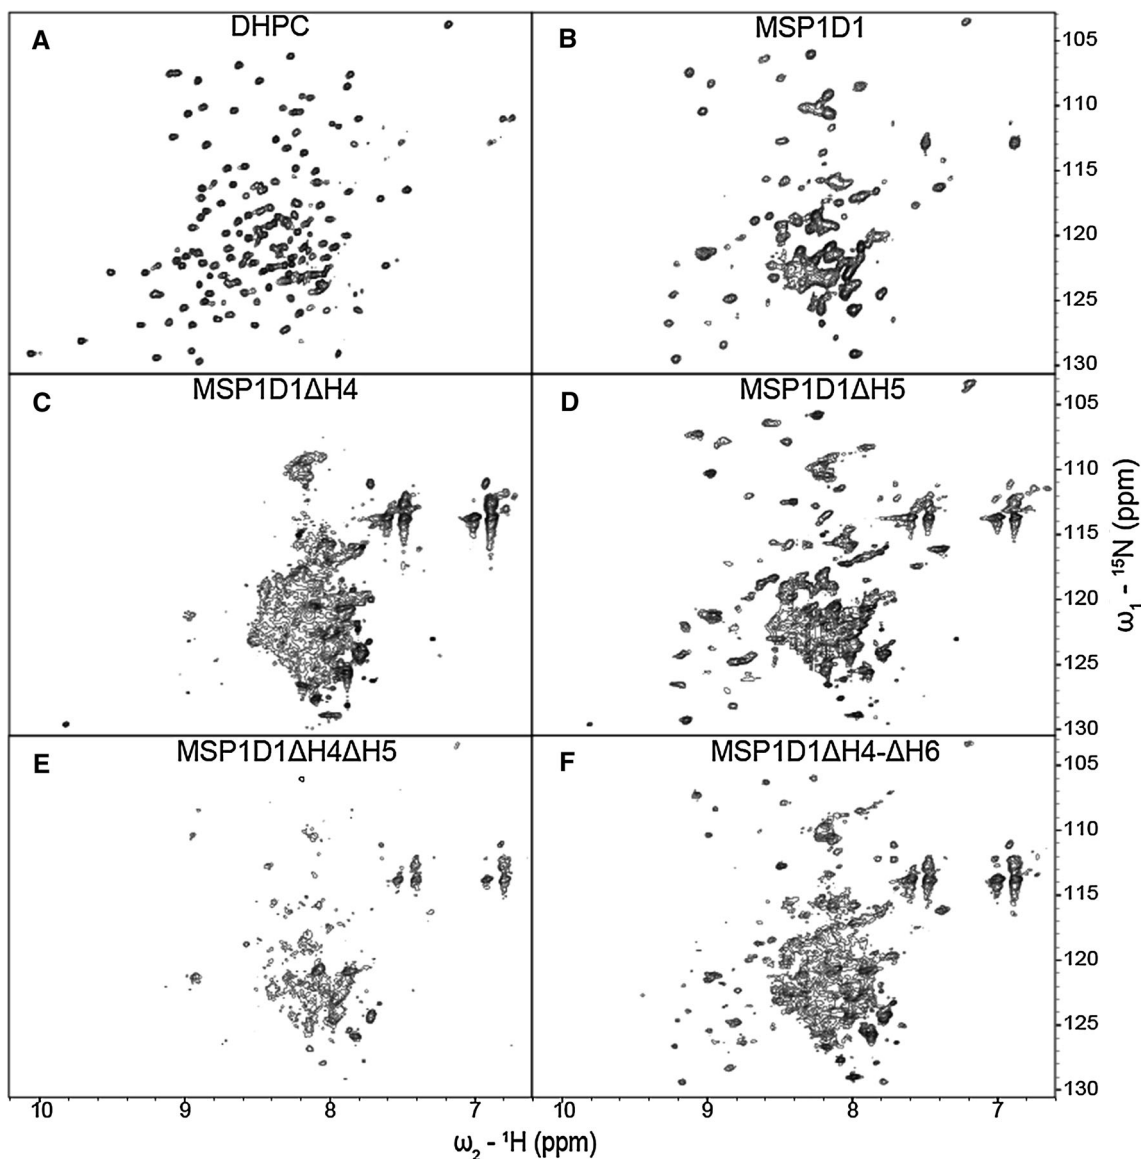 A DHPC
B MSP1D1
105
110
115
120
125
130
C MSP1D1ΔH4
D MSP1D1ΔH5
105
110
115
120
125
130
E MSP1D1ΔH4ΔH5
F MSP1D1ΔH4-ΔH6
105
110
115
120
125
130
ω₁ - ¹⁵N (ppm)
10 9 8 7 10 9 8 7
ω₂ - ¹H (ppm)